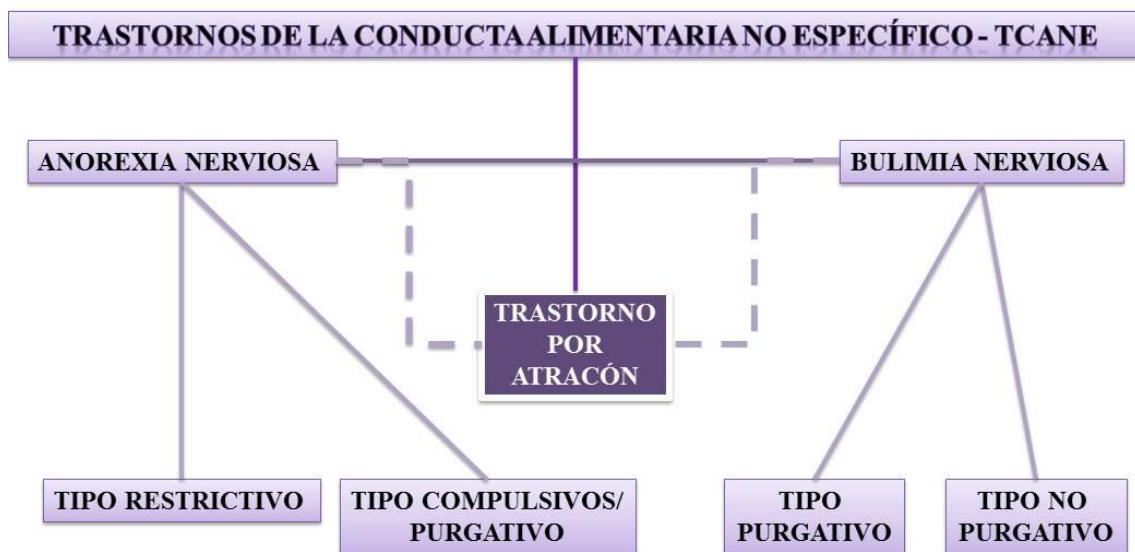 TRASTORNOS DE LA CONDUCTA ALIMENTARIA NO ESPECÍFICO - TCANE
ANOREXIA NERVIOSA
BULIMIA NERVIOSA
TRASTORNO
POR
ATRACÓN
TIPO RESTRICTIVO
TIPO COMPULSIVOS/
PURGATIVO
TIPO
PURGATIVO
TIPO NO
PURGATIVO